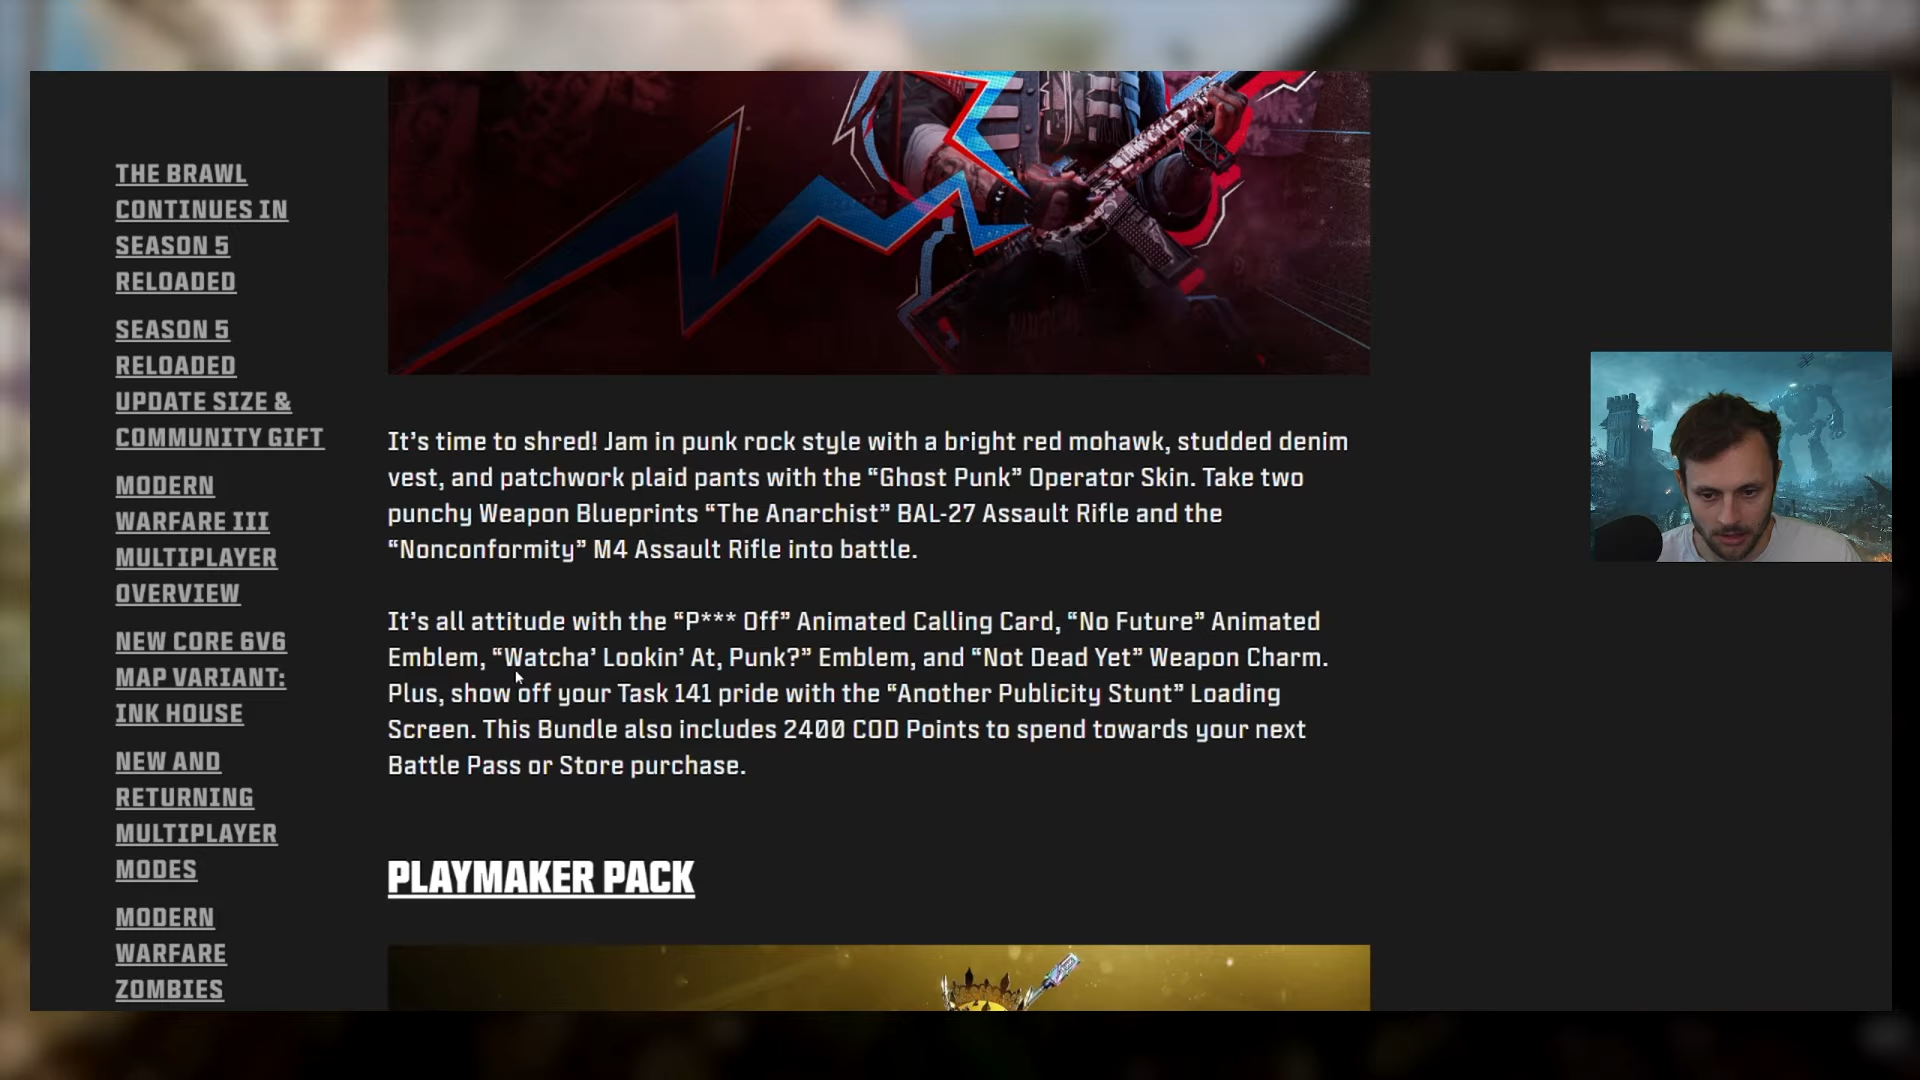 THE BRAWL
CONTINUES IN
SEASON 5
RELOADED
SEASON 5
RELOADED
UPDATE SIZE &
COMMUNITY GIFT
MODERN
WARFARE III
MULTIPLAYER
OVERVIEW
NEW CORE 6V6
MAP VARIANT:
INK HOUSE
NEW AND
RETURNING
MULTIPLAYER
MODES
MODERN
WARFARE
ZOMBIES
It’s time to shred! Jam in punk rock style with a bright red mohawk, studded denim
vest, and patchwork plaid pants with the “Ghost Punk” Operator Skin. Take two
punchy Weapon Blueprints “The Anarchist” BAL-27 Assault Rifle and the
“Nonconformity” M4 Assault Rifle into battle.
It’s all attitude with the “P*** Off” Animated Calling Card, “No Future” Animated
Emblem, “Watcha’ Lookin’ At, Punk?” Emblem, and “Not Dead Yet” Weapon Charm.
Plus, show off your Task 141 pride with the “Another Publicity Stunt” Loading
Screen. This Bundle also includes 2400 COD Points to spend towards your next
Battle Pass or Store purchase.
PLAYMAKER PACK